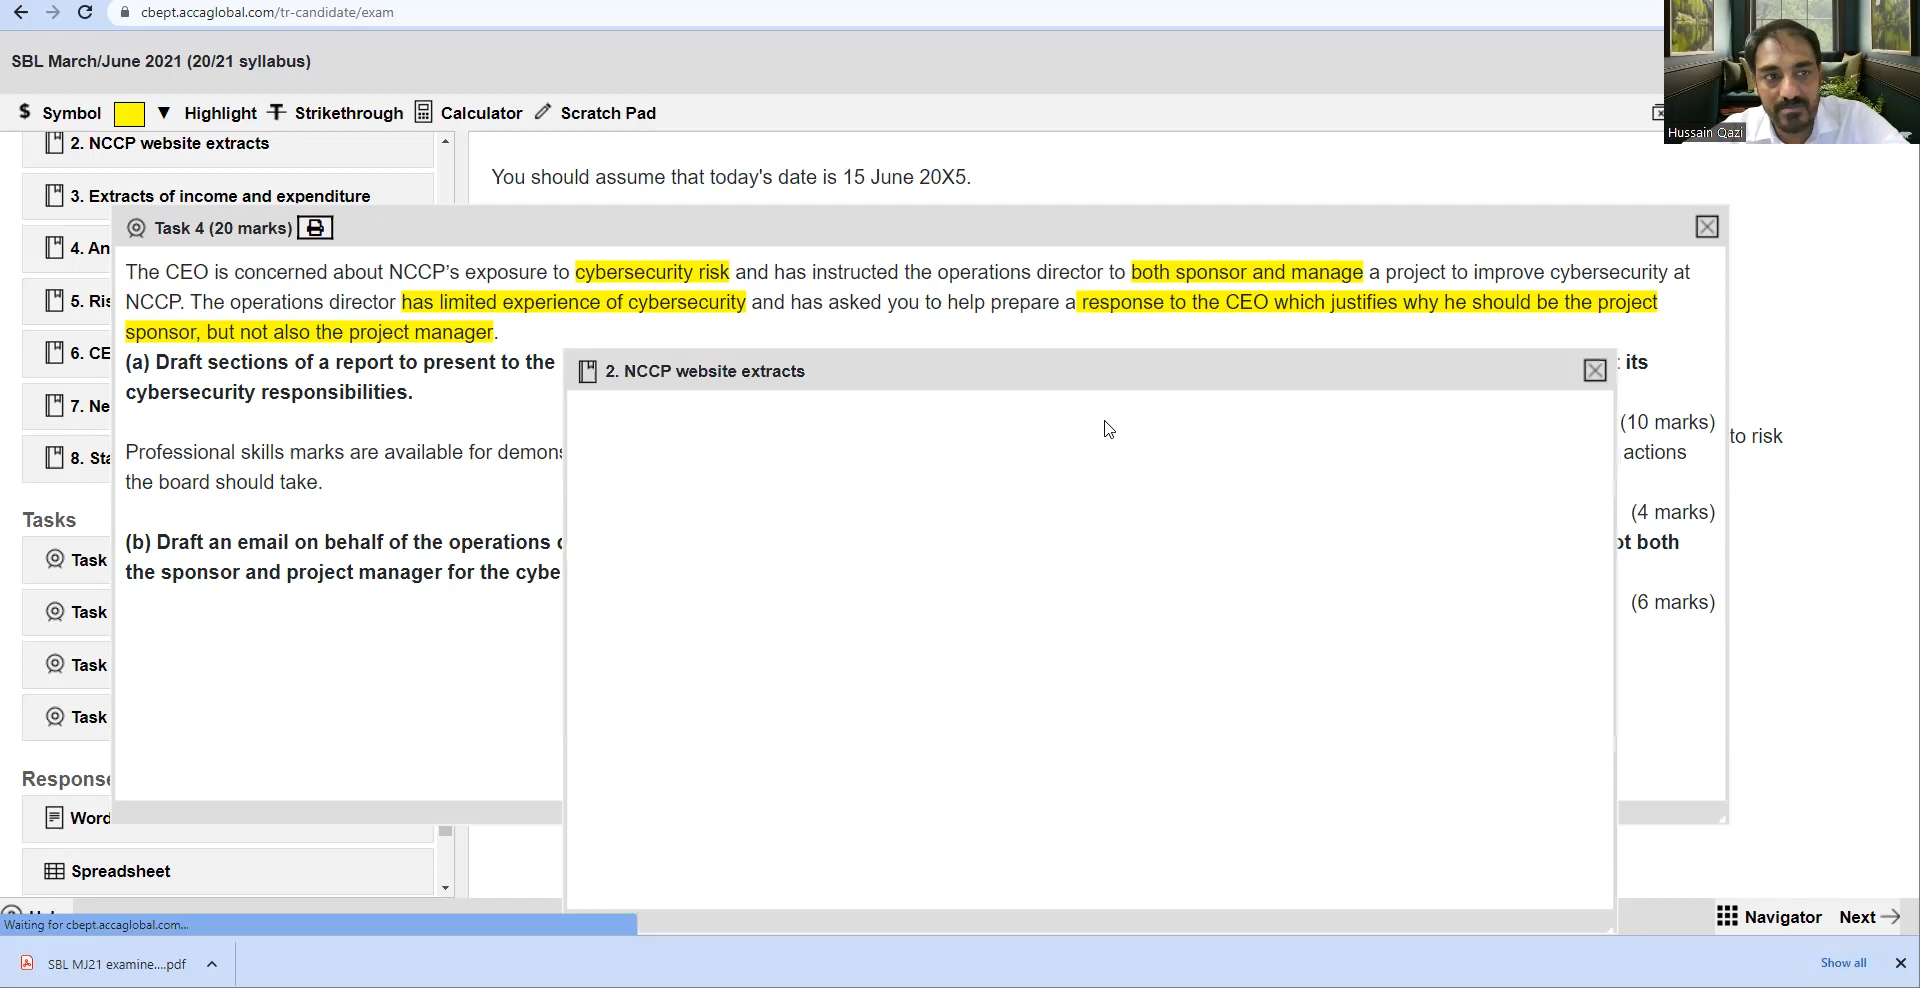 cbept.accaglobal.com/tr-candidate/exam
SBL March/June 2021 (20/21 syllabus)
$ Symbol ▼ Highlight Strikethrough Calculator Scratch Pad
Hussain Qazi
2. NCCP website extracts
3. Extracts of income and expenditure
4. An
5. Ris
6. CE
7. Ne
8. Sta
Tasks
Task
Task
Task
Task
Response
Word
Spreadsheet
You should assume that today's date is 15 June 20X5.
to risk
Task 4 (20 marks)
The CEO is concerned about NCCP's exposure to cybersecurity risk and has instructed the operations director to both sponsor and manage a project to improve cybersecurity at
NCCP. The operations director has limited experience of cybersecurity and has asked you to help prepare a response to the CEO which justifies why he should be the project
sponsor, but not also the project manager.
(a) Draft sections of a report to present to the its
cybersecurity responsibilities.
(10 marks)
Professional skills marks are available for demons actions
the board should take.
(4 marks)
(b) Draft an email on behalf of the operations ot both
the sponsor and project manager for the cybe
(6 marks)
2. NCCP website extracts
Waiting for cbept.accaglobal.com...
Navigator Next
SBL MJ21 examine....pdf
Show all